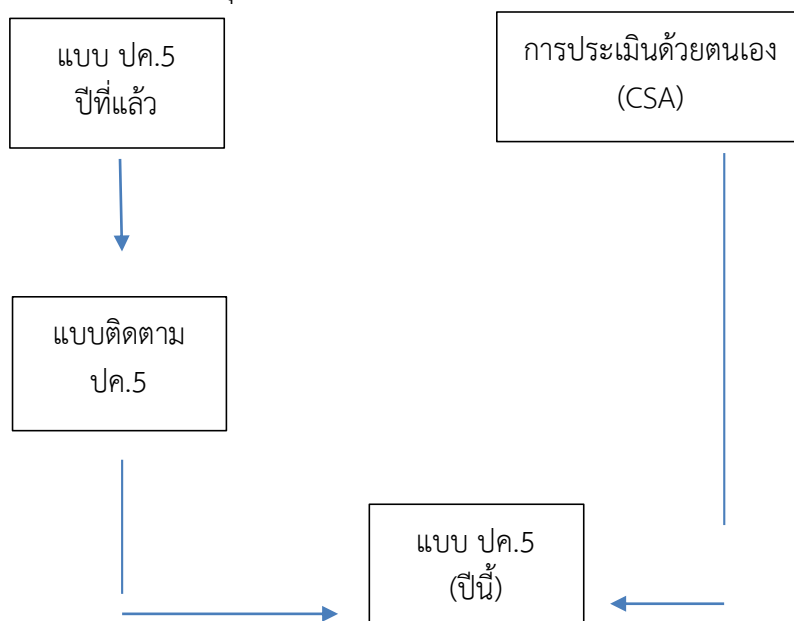 แบบ ปค.5
ปีที่แล้ว
การประเมินด้วยตนเอง
(CSA)
แบบติดตาม
ปค.5
แบบ ปค.5
(ปีนี้)